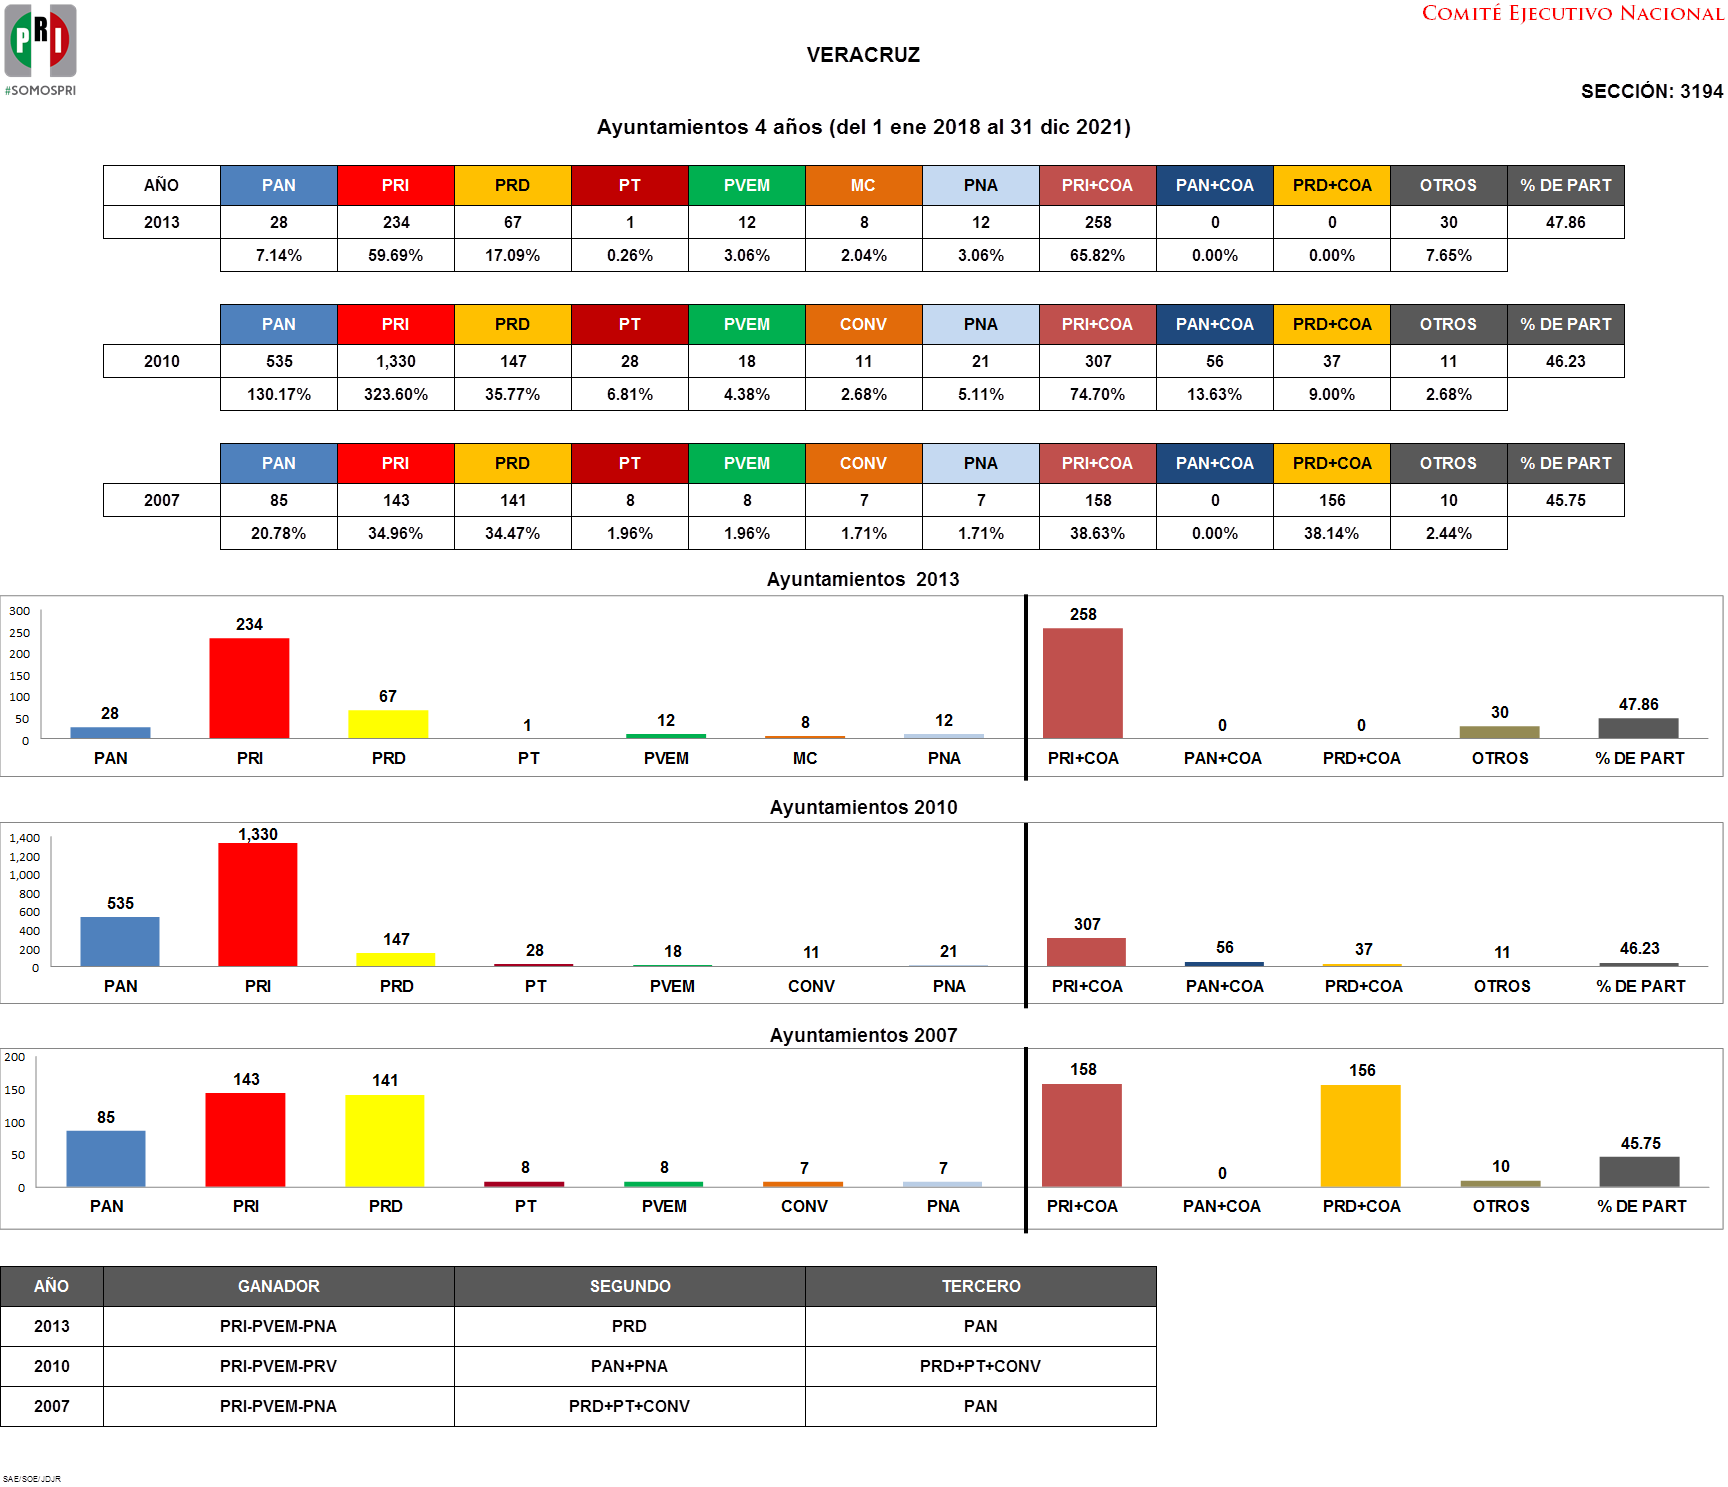 PRI
#SOMOSPRI
COMITÉ EJECUTIVO NACIONAL
VERACRUZ
SECCIÓN: 3194
Ayuntamientos 4 años (del 1 ene 2018 al 31 dic 2021)
AÑO PAN PRI PRD PT PVEM MC PNA PRI+COA PAN+COA PRD+COA OTROS % DE PART
2013 28 234 67 1 12 8 12 258 0 0 30 47.86
7.14% 59.69% 17.09% 0.26% 3.06% 2.04% 3.06% 65.82% 0.00% 0.00% 7.65%
PAN PRI PRD PT PVEM CONV PNA PRI+COA PAN+COA PRD+COA OTROS % DE PART
2010 535 1,330 147 28 18 11 21 307 56 37 11 46.23
130.17% 323.60% 35.77% 6.81% 4.38% 2.68% 5.11% 74.70% 13.63% 9.00% 2.68%
PAN PRI PRD PT PVEM CONV PNA PRI+COA PAN+COA PRD+COA OTROS % DE PART
2007 85 143 141 8 8 7 7 158 0 156 10 45.75
20.78% 34.96% 34.47% 1.96% 1.96% 1.71% 1.71% 38.63% 0.00% 38.14% 2.44%
Ayuntamientos 2013
300
250
200
150
100
50
0
28 234 67 1 12 8 12 258 0 0 30 47.86
PAN PRI PRD PT PVEM MC PNA PRI+COA PAN+COA PRD+COA OTROS % DE PART
Ayuntamientos 2010
1,400
1,200
1,000
800
600
400
200
0
535 1,330 147 28 18 11 21 307 56 37 11 46.23
PAN PRI PRD PT PVEM CONV PNA PRI+COA PAN+COA PRD+COA OTROS % DE PART
Ayuntamientos 2007
200
150
100
50
0
85 143 141 8 8 7 7 158 0 156 10 45.75
PAN PRI PRD PT PVEM CONV PNA PRI+COA PAN+COA PRD+COA OTROS % DE PART
AÑO GANADOR SEGUNDO TERCERO
2013 PRI-PVEM-PNA PRD PAN
2010 PRI-PVEM-PRV PAN+PNA PRD+PT+CONV
2007 PRI-PVEM-PNA PRD+PT+CONV PAN
SAE/SOE/JDJR